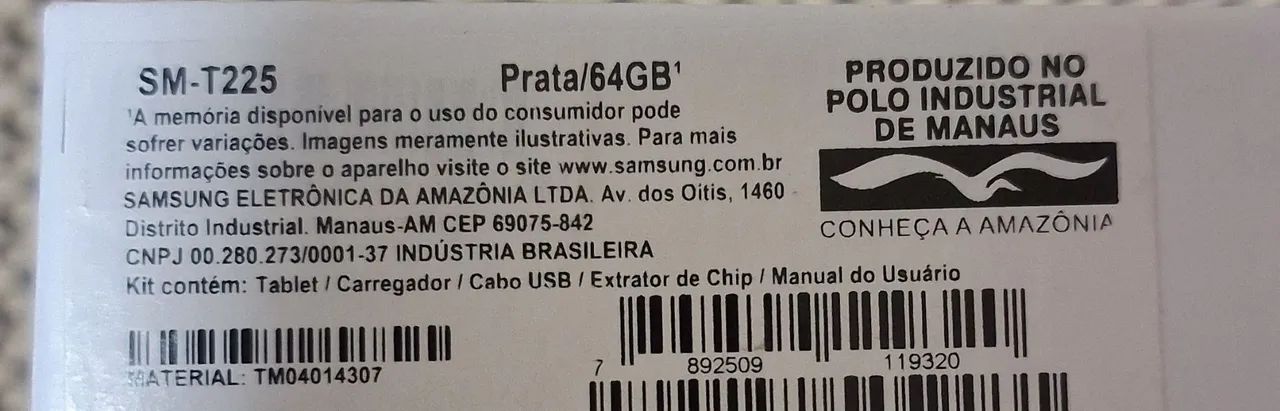 SM-T225 Prata/64GB¹
¹A memória disponível para o uso do consumidor pode
sofrer variações. Imagens meramente ilustrativas. Para mais
informações sobre o aparelho visite o site www.samsung.com.br
SAMSUNG ELETRÔNICA DA AMAZÔNIA LTDA. Av. dos Oitis, 1460
Distrito Industrial. Manaus-AM CEP 69075-842
CNPJ 00.280.273/0001-37 INDÚSTRIA BRASILEIRA
Kit contém: Tablet / Carregador / Cabo USB / Extrator de Chip / Manual do Usuário
PRODUZIDO NO
POLO INDUSTRIAL
DE MANAUS
CONHEÇA A AMAZÔNIA
MATERIAL: TM04014307
7 892509 119320